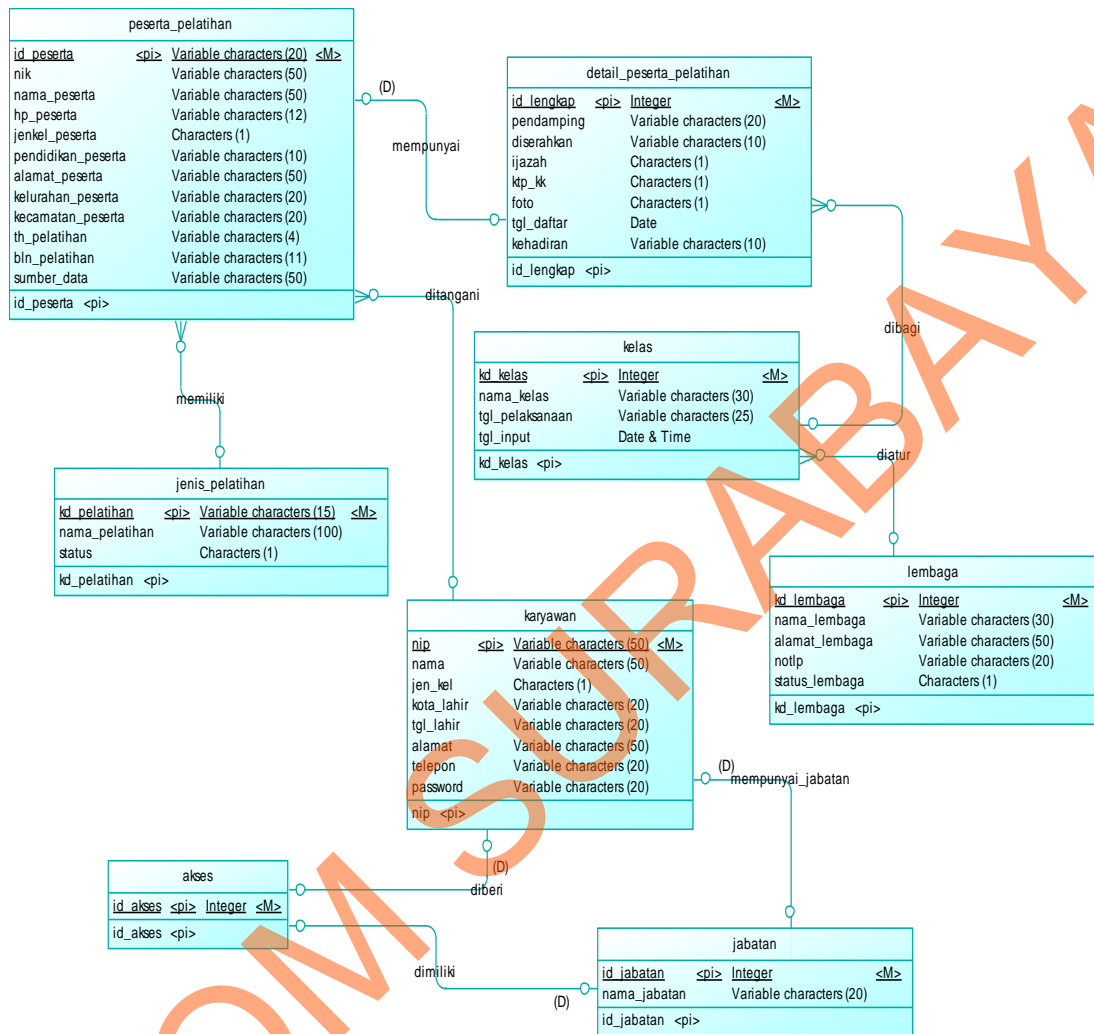 peserta_pelatihan
id_peserta <pi> Variable characters (20) <M>
nik Variable characters (50)
nama_peserta Variable characters (50)
hp_peserta Variable characters (12)
jenkel_peserta Characters (1)
pendidikan_peserta Variable characters (10)
alamat_peserta Variable characters (50)
kelurahan_peserta Variable characters (20)
kecamatan_peserta Variable characters (20)
th_pelatihan Variable characters (4)
bln_pelatihan Variable characters (11)
sumber_data Variable characters (50)
id_peserta <pi>
(D)
mempunyai
detail_peserta_pelatihan
id_lengkap <pi> Integer <M>
pendamping Variable characters (20)
diserahkan Variable characters (10)
ijazah Characters (1)
ktp_kk Characters (1)
foto Characters (1)
tgl_daftar Date
kehadiran Variable characters (10)
id_lengkap <pi>
ditangani
dibagi
kelas
kd_kelas <pi> Integer <M>
nama_kelas Variable characters (30)
tgl_pelaksanaan Variable characters (25)
tgl_input Date & Time
kd_kelas <pi>
memiliki
diatur
jenis_pelatihan
kd_pelatihan <pi> Variable characters (15) <M>
nama_pelatihan Variable characters (100)
status Characters (1)
kd_pelatihan <pi>
lembaga
kd_lembaga <pi> Integer <M>
nama_lembaga Variable characters (30)
alamat_lembaga Variable characters (50)
notlp Variable characters (20)
status_lembaga Characters (1)
kd_lembaga <pi>
karyawan
nip <pi> Variable characters (50) <M>
nama Variable characters (50)
jen_kel Characters (1)
kota_lahir Variable characters (20)
tgl_lahir Variable characters (20)
alamat Variable characters (50)
telepon Variable characters (20)
password Variable characters (20)
nip <pi>
(D)
mempunyai_jabatan
(D)
diberi
akses
id_akses <pi> Integer <M>
id_akses <pi>
dimiliki
(D)
jabatan
id_jabatan <pi> Integer <M>
nama_jabatan Variable characters (20)
id_jabatan <pi>
OM SURABAYA